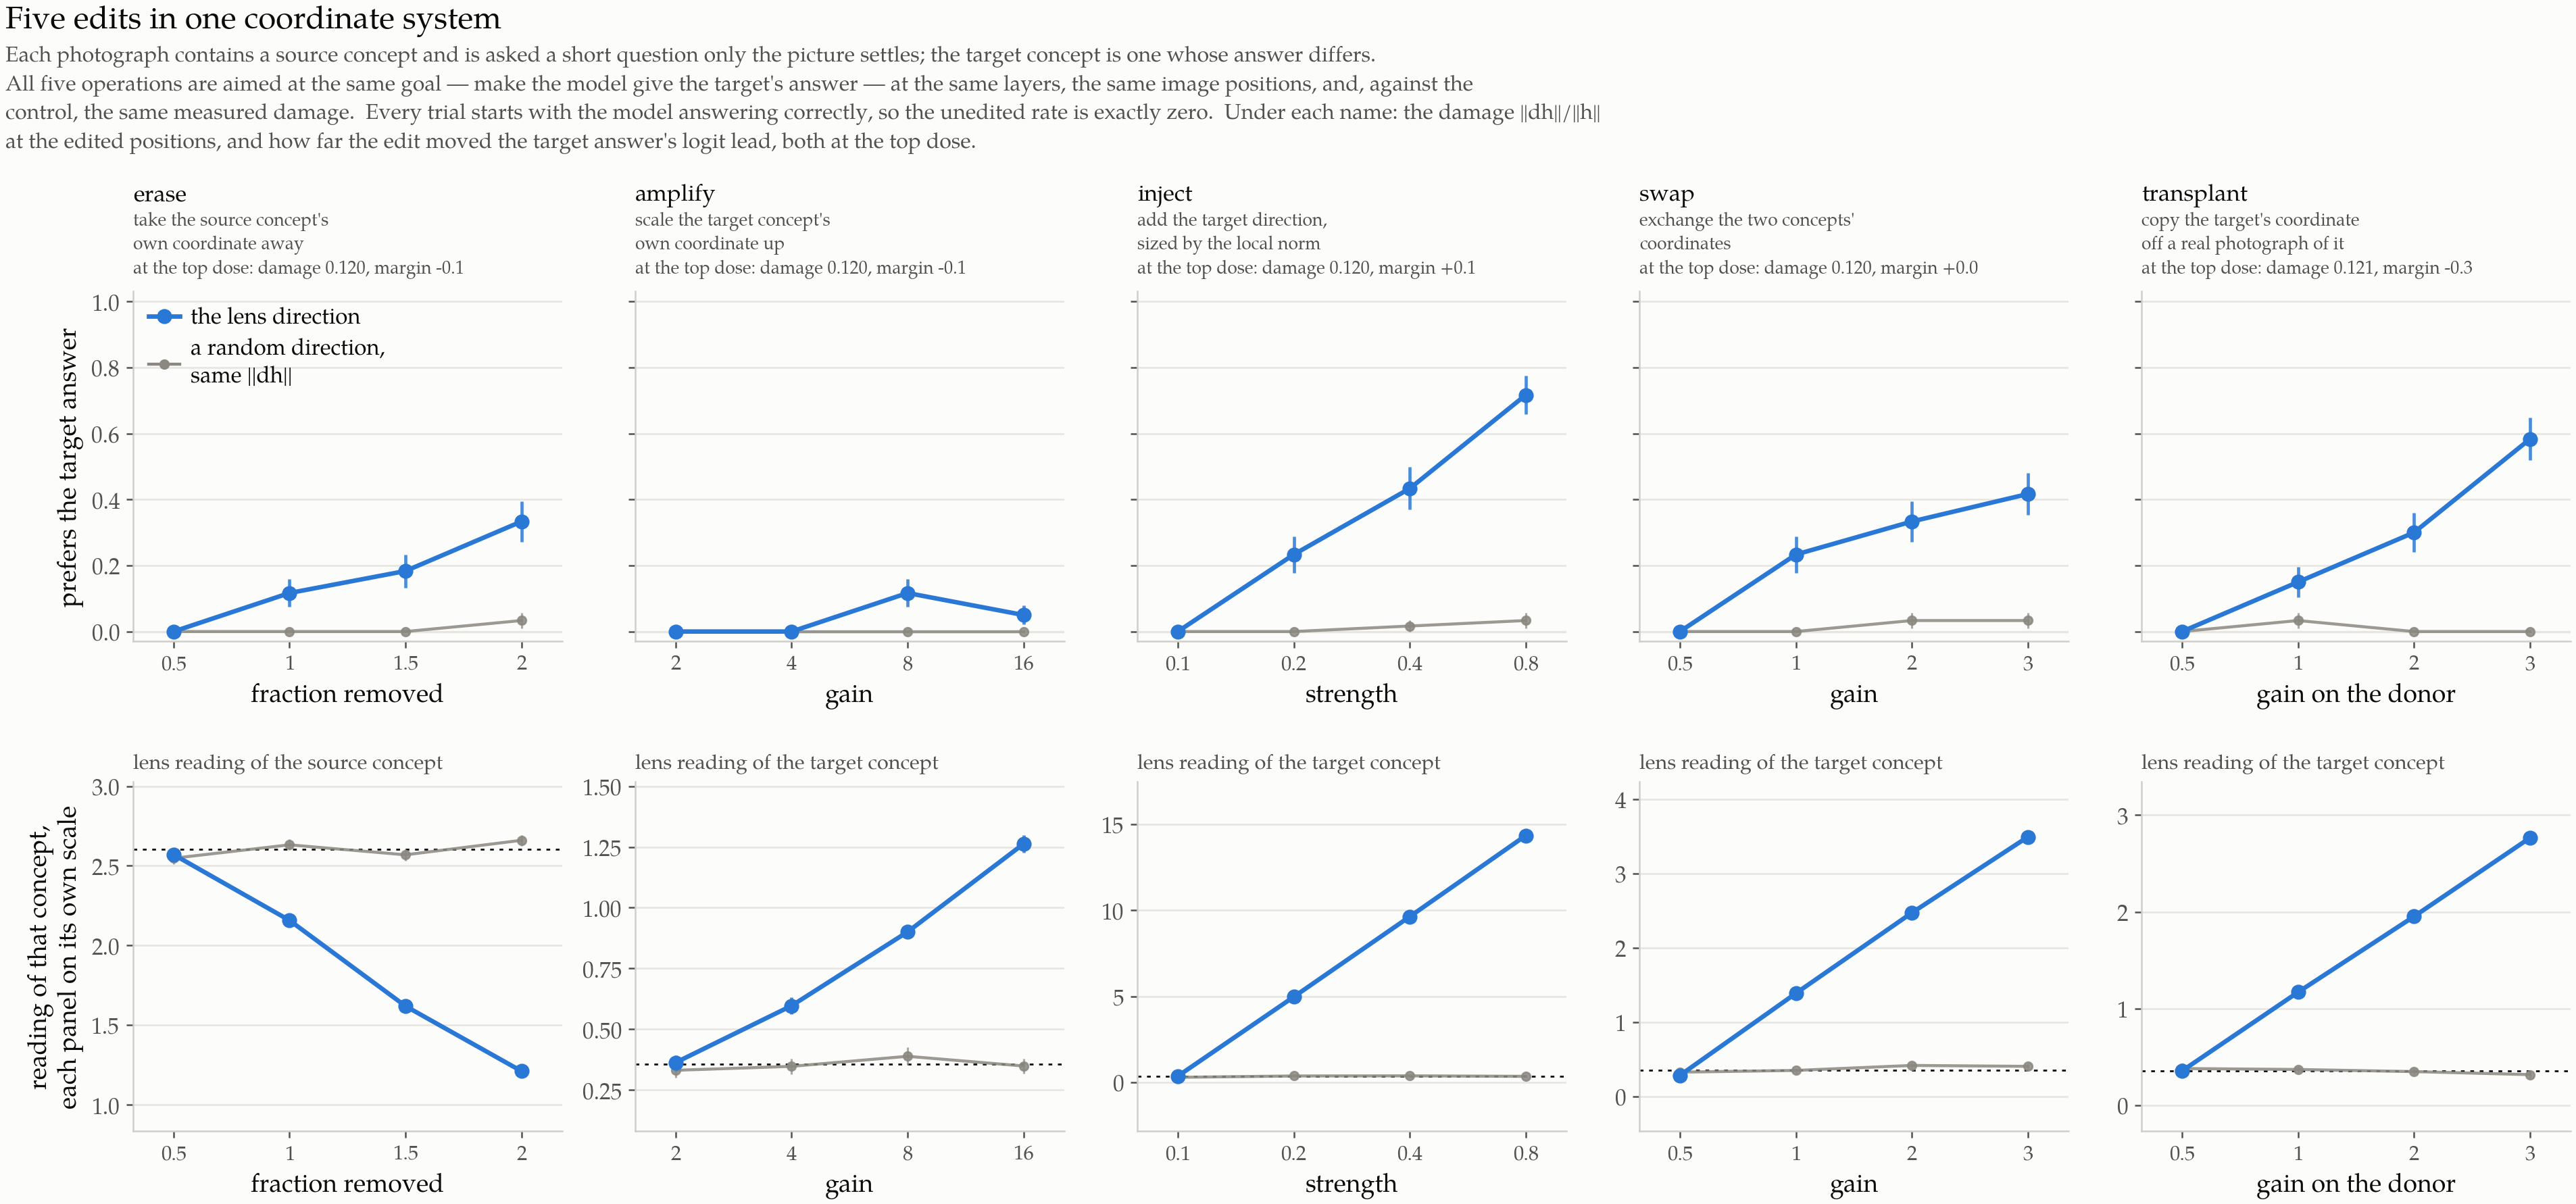 Five edits in one coordinate system
Each photograph contains a source concept and is asked a short question only the picture settles; the target concept is one whose answer differs.
All five operations are aimed at the same goal — make the model give the target's answer — at the same layers, the same image positions, and, against the
control, the same measured damage.  Every trial starts with the model answering correctly, so the unedited rate is exactly zero.  Under each name: the damage ||dh||/||h||
at the edited positions, and how far the edit moved the target answer's logit lead, both at the top dose.
erase
take the source concept's
own coordinate away
at the top dose: damage 0.120, margin -0.1
amplify
scale the target concept's
own coordinate up
at the top dose: damage 0.120, margin -0.1
inject
add the target direction,
sized by the local norm
at the top dose: damage 0.120, margin +0.1
swap
exchange the two concepts'
coordinates
at the top dose: damage 0.120, margin +0.0
transplant
copy the target's coordinate
off a real photograph of it
at the top dose: damage 0.121, margin -0.3
prefers the target answer
1.0
0.8
0.6
0.4
0.2
0.0
the lens direction
a random direction,
same ||dh||
0.5 1 1.5 2
fraction removed
2 4 8 16
gain
0.1 0.2 0.4 0.8
strength
0.5 1 2 3
gain
0.5 1 2 3
gain on the donor
reading of that concept,
each panel on its own scale
lens reading of the source concept
3.0
2.5
2.0
1.5
1.0
0.5 1 1.5 2
fraction removed
lens reading of the target concept
1.50
1.25
1.00
0.75
0.50
0.25
2 4 8 16
gain
lens reading of the target concept
15
10
5
0
0.1 0.2 0.4 0.8
strength
lens reading of the target concept
4
3
2
1
0
0.5 1 2 3
gain
lens reading of the target concept
3
2
1
0
0.5 1 2 3
gain on the donor